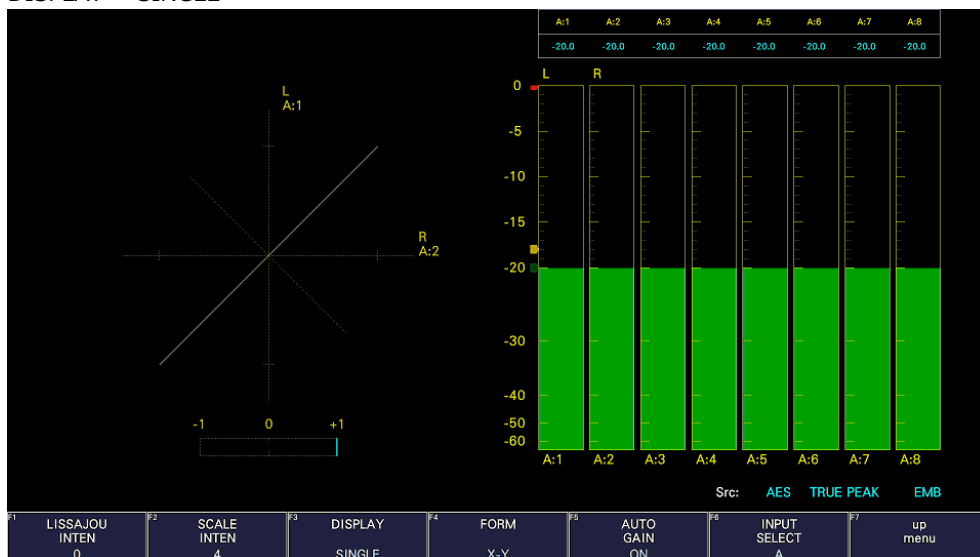 A:1 A:2 A:3 A:4 A:5 A:6 A:7 A:8
-20.0 -20.0 -20.0 -20.0 -20.0 -20.0 -20.0 -20.0
L R
0
-5
-10
-15
-20
-30
-40
-50
-60
L
A:1
R
A:2
-1 0 +1
A:1 A:2 A:3 A:4 A:5 A:6 A:7 A:8
Src: AES TRUE PEAK EMB
F1 LISSAJOU INTEN 0
F2 SCALE INTEN 4
F3 DISPLAY SINGLE
F4 FORM X-Y
F5 AUTO GAIN ON
F6 INPUT SELECT A
F7 up menu